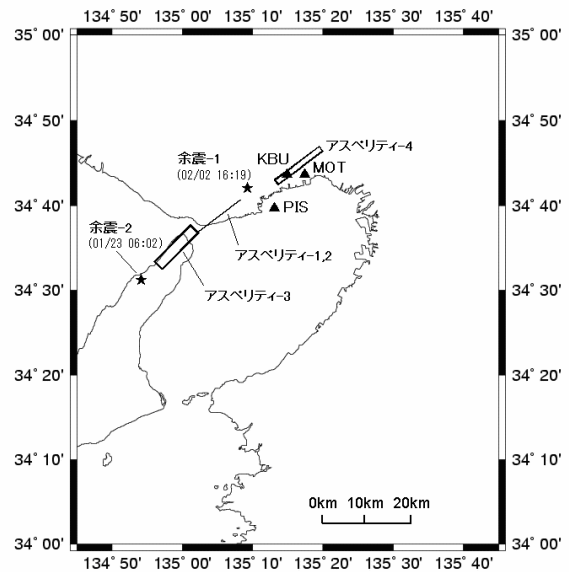 134° 50' 135° 00' 135° 10' 135° 20' 135° 30' 135° 40'
35° 00' 35° 00'
34° 50' 34° 50'
アスペリティ-4
余震-1 KBU MOT
(02/02 16:19)
34° 40' 34° 40'
PIS
余震-2
(01/23 06:02)
アスペリティ-1,2
アスペリティ-3
34° 30' 34° 30'
34° 20' 34° 20'
34° 10' 34° 10'
0km 10km 20km
34° 00' 34° 00'
134° 50' 135° 00' 135° 10' 135° 20' 135° 30' 135° 40'